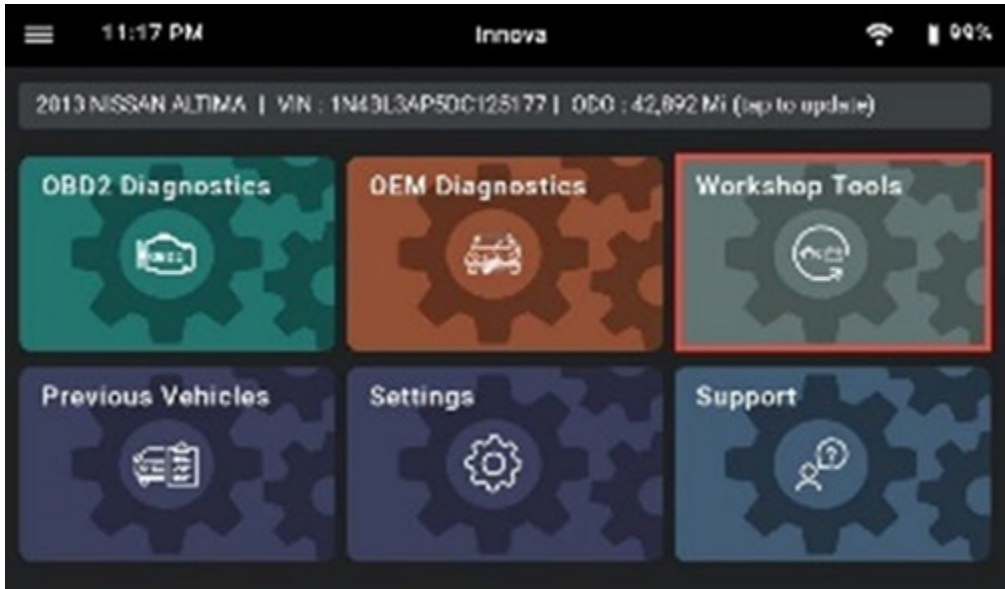 11:17 PM Innova 99%
2013 NISSAN ALTIMA | VIN : 1N4BL3AP5DC125177 | ODO : 42,892 Mi (tap to update)
OBD2 Diagnostics OEM Diagnostics Workshop Tools
Previous Vehicles Settings Support